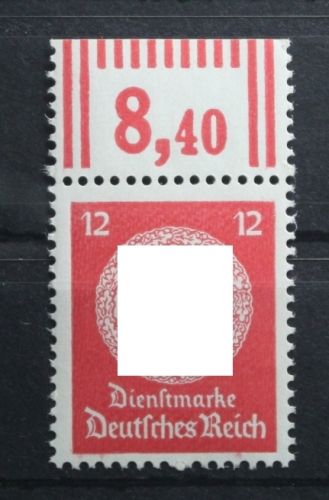 8,40
12 12
Dienſtmarke
Deutſches Reich